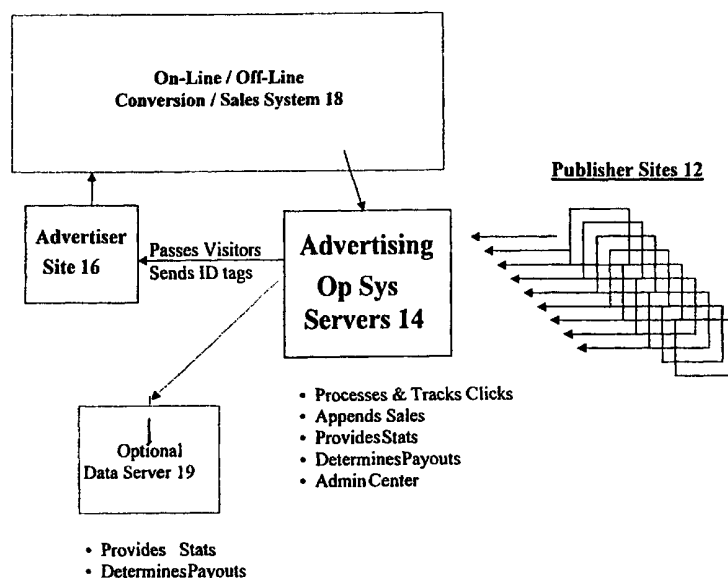 On-Line / Off-Line
Conversion / Sales System 18
Publisher Sites 12
Advertiser
Site 16
Passes Visitors
Sends ID tags
Advertising
Op Sys
Servers 14
• Processes & Tracks Clicks
• Appends Sales
• ProvidesStats
• DeterminesPayouts
• AdminCenter
Optional
Data Server 19
• Provides Stats
• DeterminesPayouts